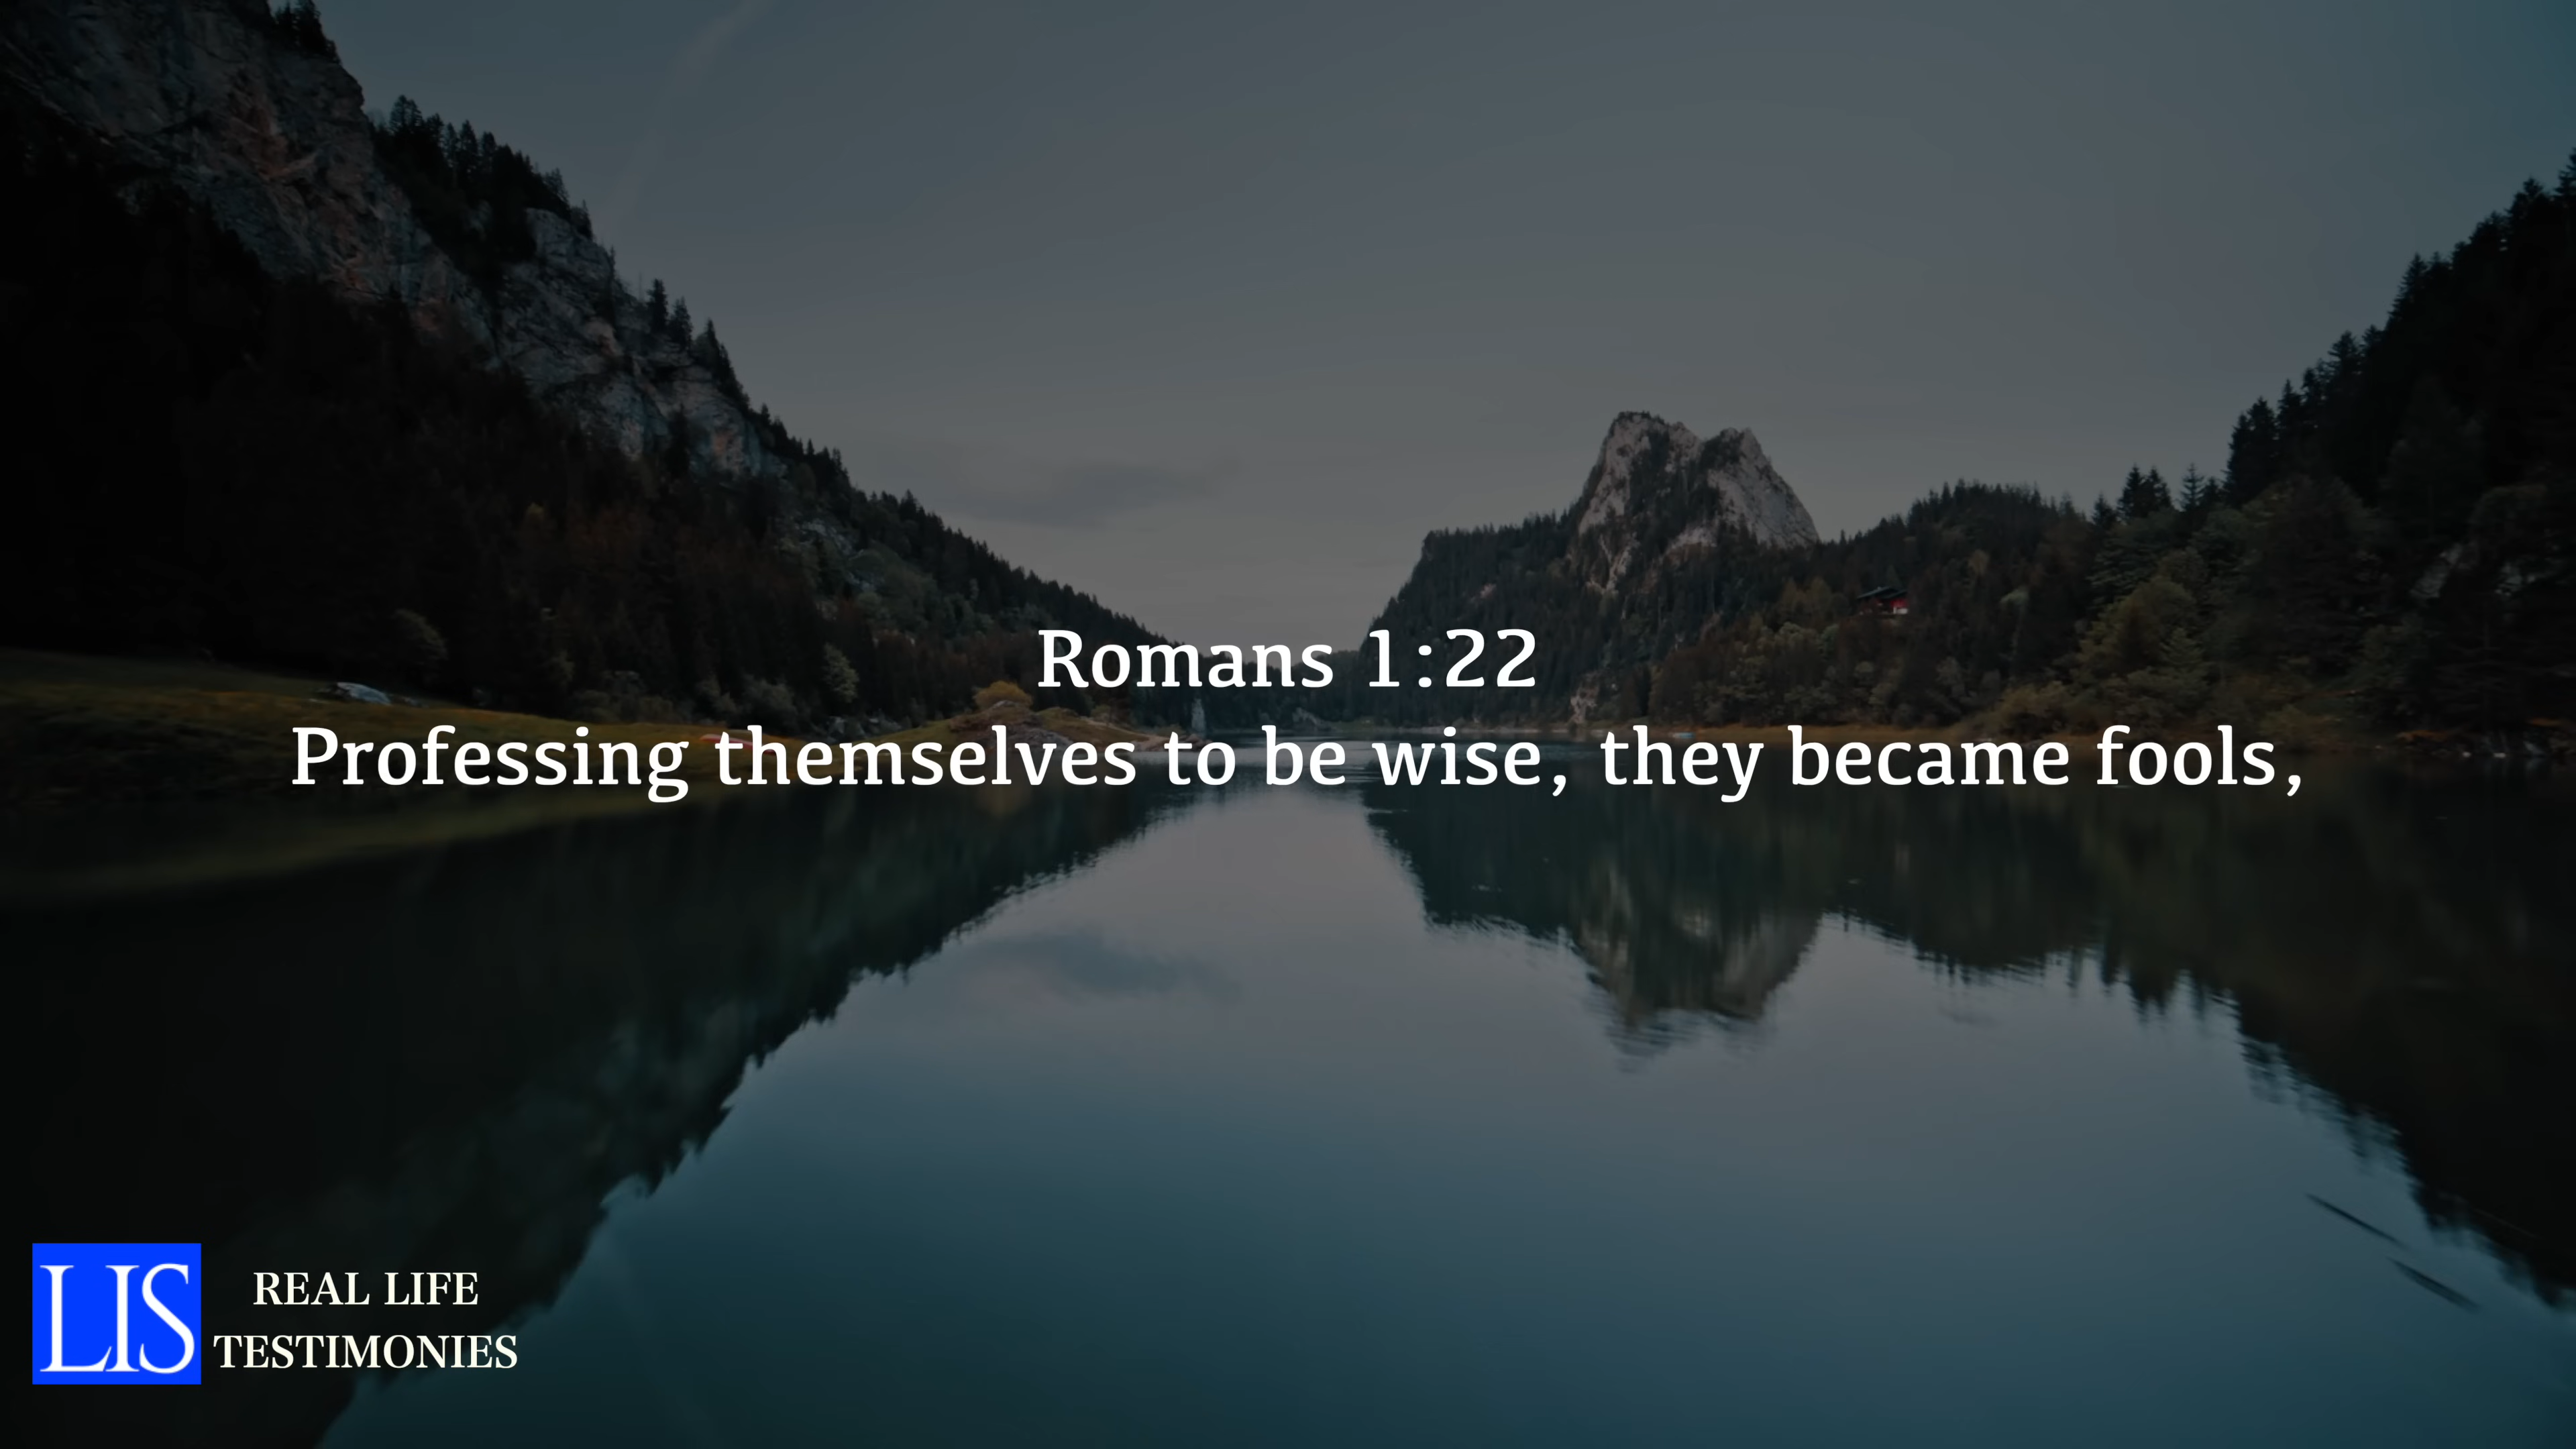 Romans 1:22
Professing themselves to be wise, they became fools,
LIS
REAL LIFE
TESTIMONIES